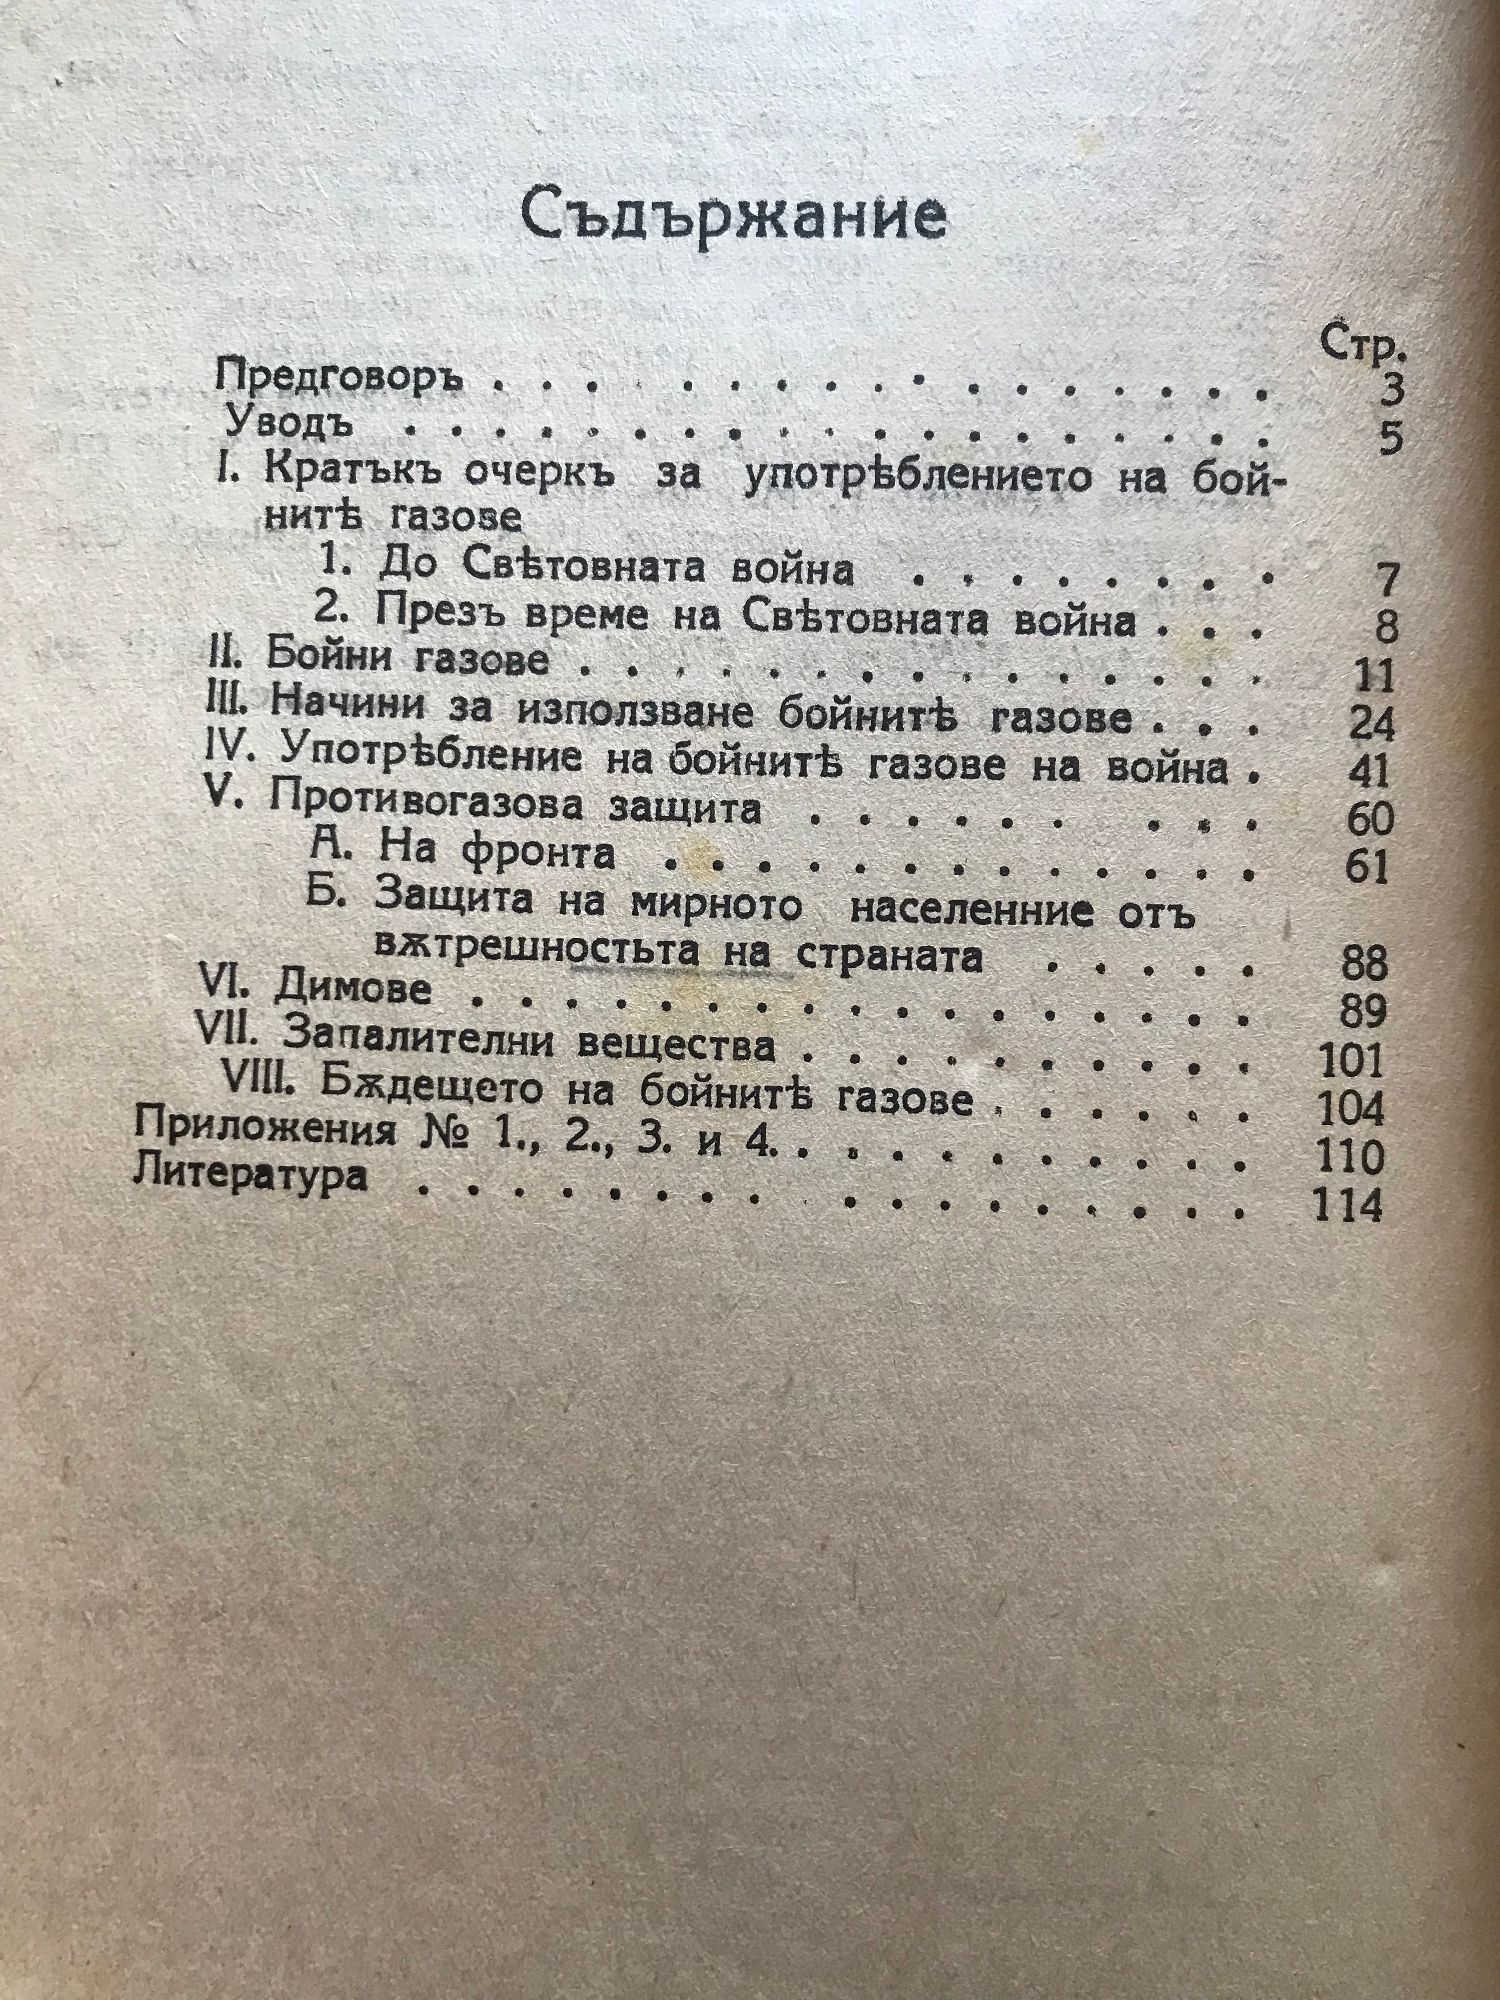 Съдържание
Стр.
Предговоръ . . . . . . . . . . . . . . . . 3
Уводъ . . . . . . . . . . . . . . . . . . . 5
I. Кратъкъ очеркъ за употрѣблението на бой-
нитѣ газове
1. До Свѣтовната война . . . . . . . . 7
2. Презъ време на Свѣтовната война . . . 8
II. Бойни газове . . . . . . . . . . . . . . . 11
III. Начини за използване бойнитѣ газове . . . 24
IV. Употрѣбление на бойнитѣ газове на война . 41
V. Противогазова защита . . . . . . . . . 60
А. На фронта . . . . . . . . . . . . . 61
Б. Защита на мирното населенние отъ
вѫтрешностьта на страната . . . . . 88
VI. Димове . . . . . . . . . . . . . . . . . 89
VII. Запалителни вещества . . . . . . . . . . 101
VIII. Бѫдещето на бойнитѣ газове . . . . . . 104
Приложения № 1., 2., 3. и 4. . . . . . . . . . . 110
Литература . . . . . . . . . . . . . . . . . 114